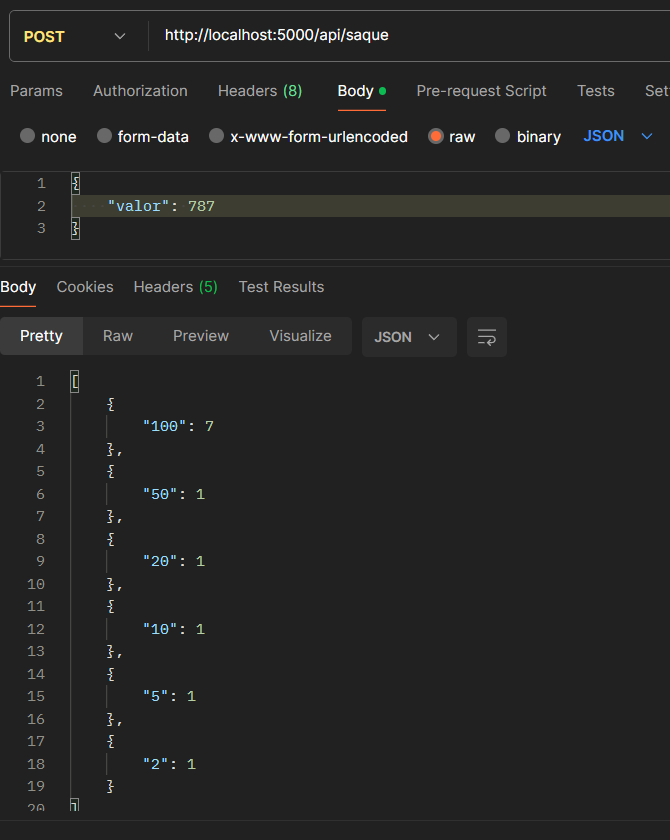 POST http://localhost:5000/api/saque
Params Authorization Headers (8) Body Pre-request Script Tests Set
none form-data x-www-form-urlencoded raw binary JSON
1 {
2 "valor": 787
3 }
Body Cookies Headers (5) Test Results
Pretty Raw Preview Visualize JSON
1 [
2 {
3 "100": 7
4 },
5 {
6 "50": 1
7 },
8 {
9 "20": 1
10 },
11 {
12 "10": 1
13 },
14 {
15 "5": 1
16 },
17 {
18 "2": 1
19 }
20 ]